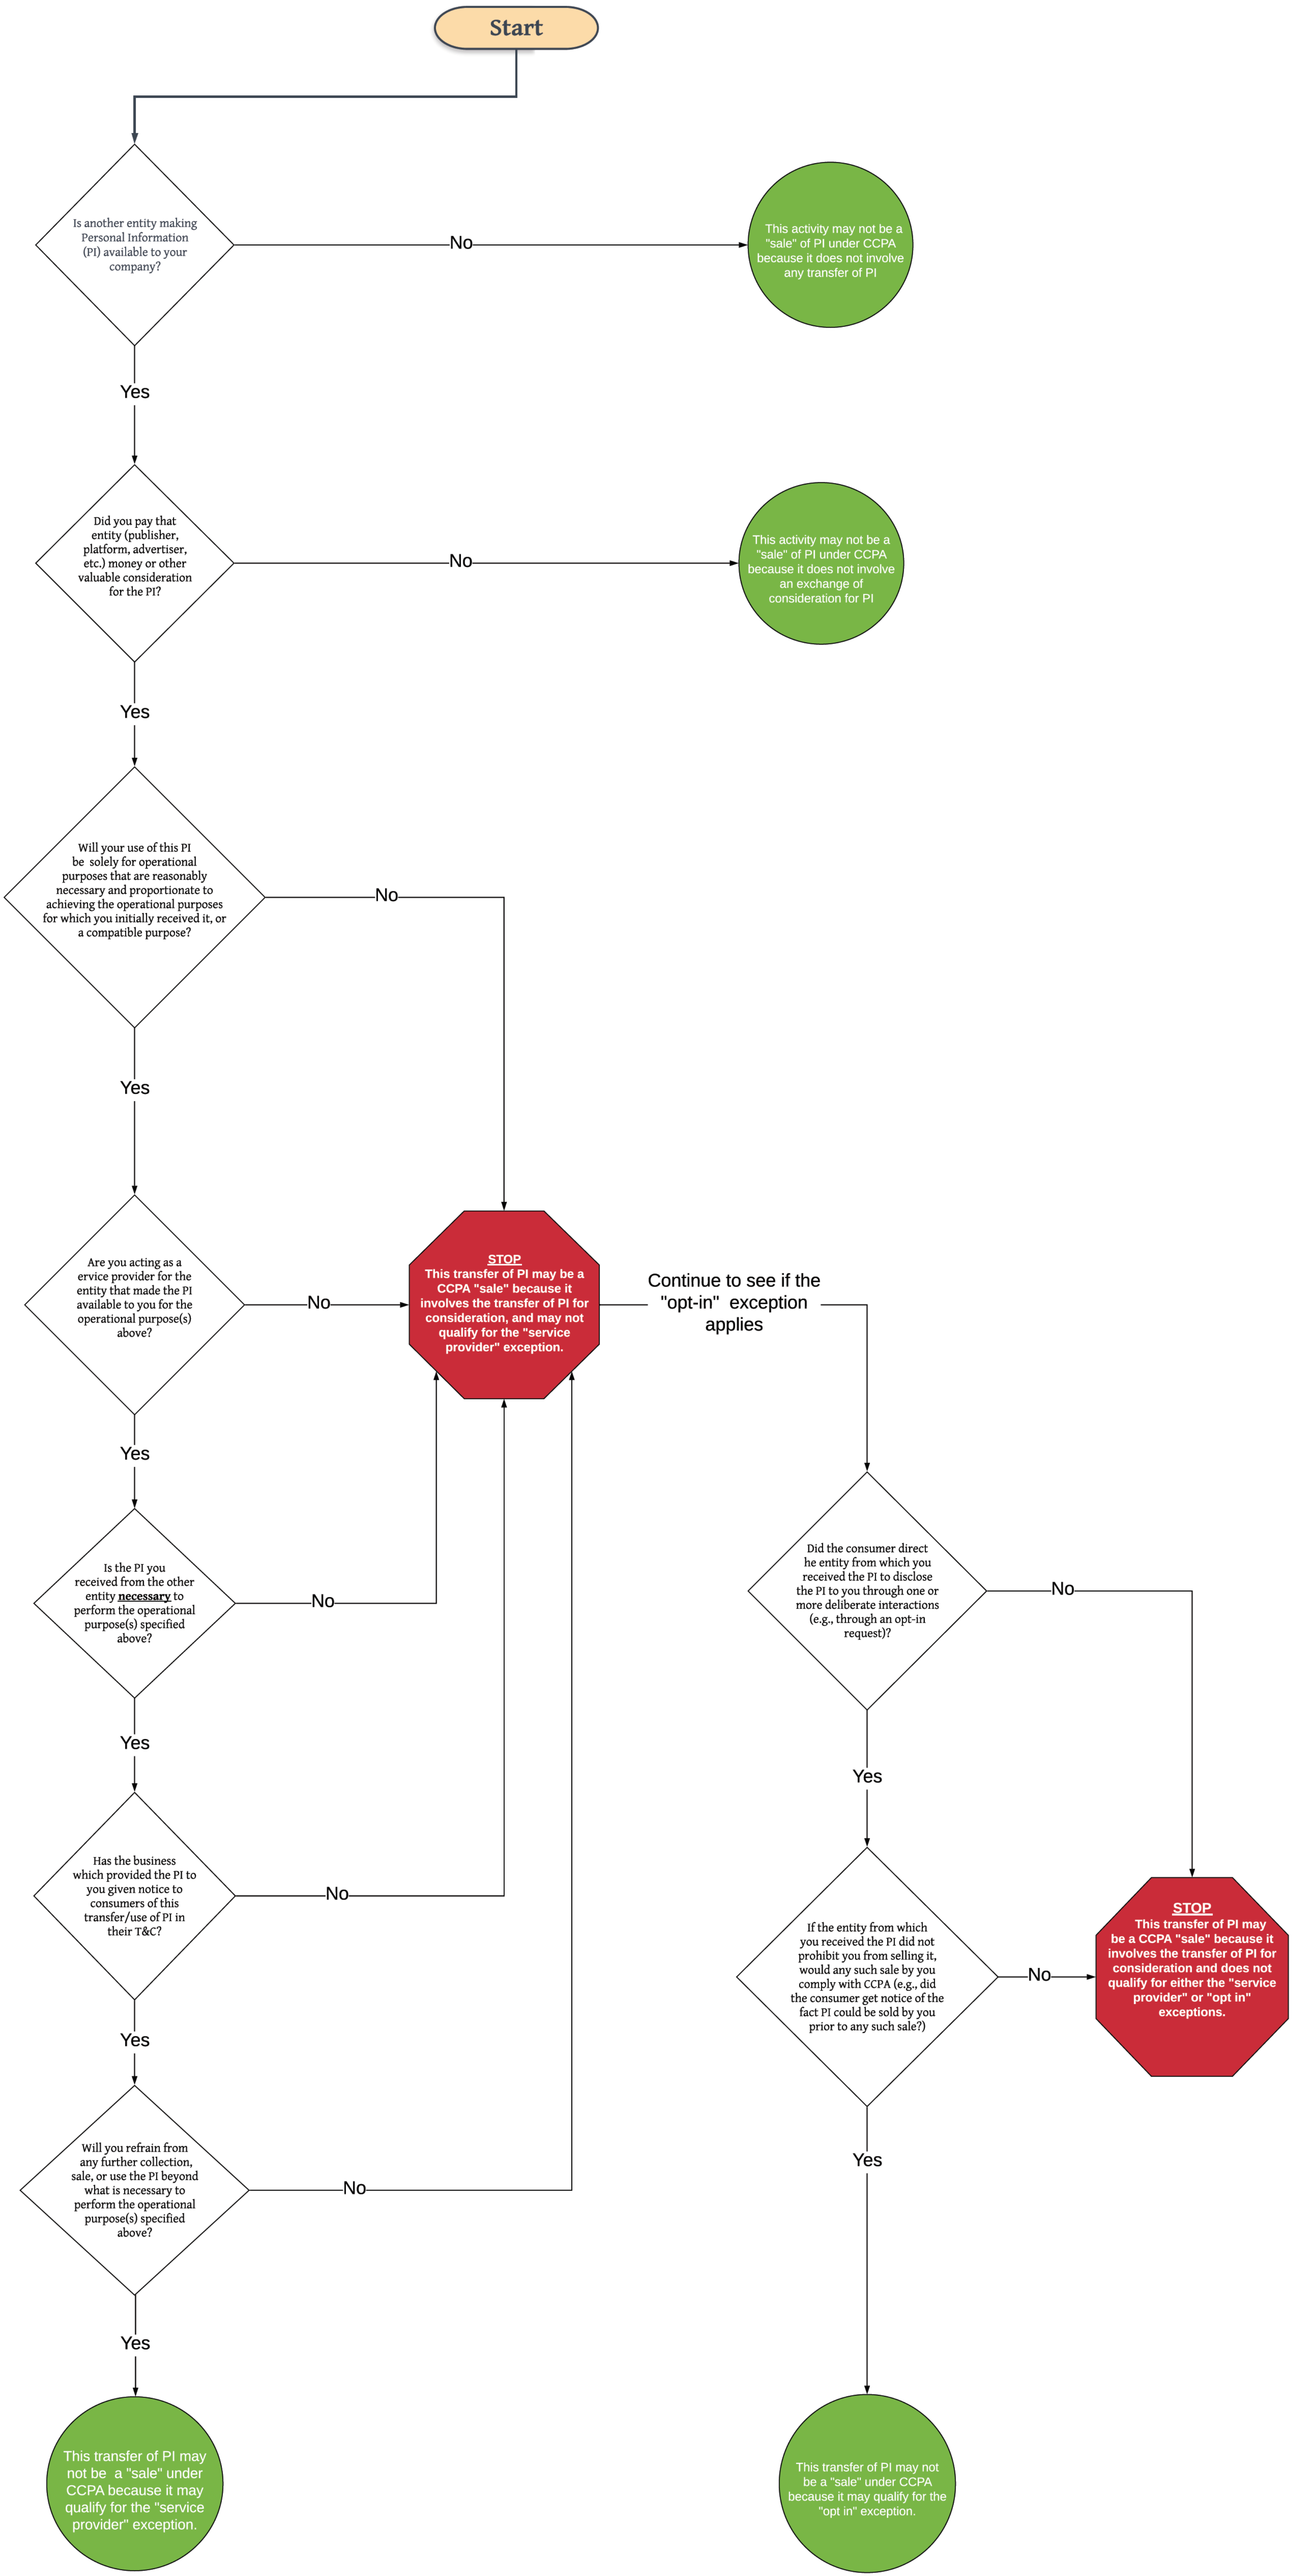 Start
Is another entity making
Personal Information
(PI) available to your
company?
No
This activity may not be a
"sale" of PI under CCPA
because it does not involve
any transfer of PI
Yes
Did you pay that
entity (publisher,
platform, advertiser,
etc.) money or other
valuable consideration
for the PI?
No
This activity may not be a
"sale" of PI under CCPA
because it does not involve
an exchange of
consideration for PI
Yes
Will your use of this PI
be solely for operational
purposes that are reasonably
necessary and proportionate to
achieving the operational purposes
for which you initially received it, or
a compatible purpose?
No
Yes
Are you acting as a
ervice provider for the
entity that made the PI
available to you for the
operational purpose(s)
above?
No
STOP
This transfer of PI may be a
CCPA "sale" because it
involves the transfer of PI for
consideration, and may not
qualify for the "service
provider" exception.
Continue to see if the
"opt-in" exception
applies
Yes
Is the PI you
received from the other
entity necessary to
perform the operational
purpose(s) specified
above?
No
Did the consumer direct
he entity from which you
received the PI to disclose
the PI to you through one or
more deliberate interactions
(e.g., through an opt-in
request)?
No
Yes
Yes
Has the business
which provided the PI to
you given notice to
consumers of this
transfer/use of PI in
their T&C?
No
If the entity from which
you received the PI did not
prohibit you from selling it,
would any such sale by you
comply with CCPA (e.g., did
the consumer get notice of the
fact PI could be sold by you
prior to any such sale?)
No
STOP
This transfer of PI may
be a CCPA "sale" because it
involves the transfer of PI for
consideration and does not
qualify for either the "service
provider" or "opt in"
exceptions.
Yes
Will you refrain from
any further collection,
sale, or use the PI beyond
what is necessary to
perform the operational
purpose(s) specified
above?
No
Yes
Yes
This transfer of PI may
not be a "sale" under
CCPA because it may
qualify for the "service
provider" exception.
This transfer of PI may not
be a "sale" under CCPA
because it may qualify for the
"opt in" exception.